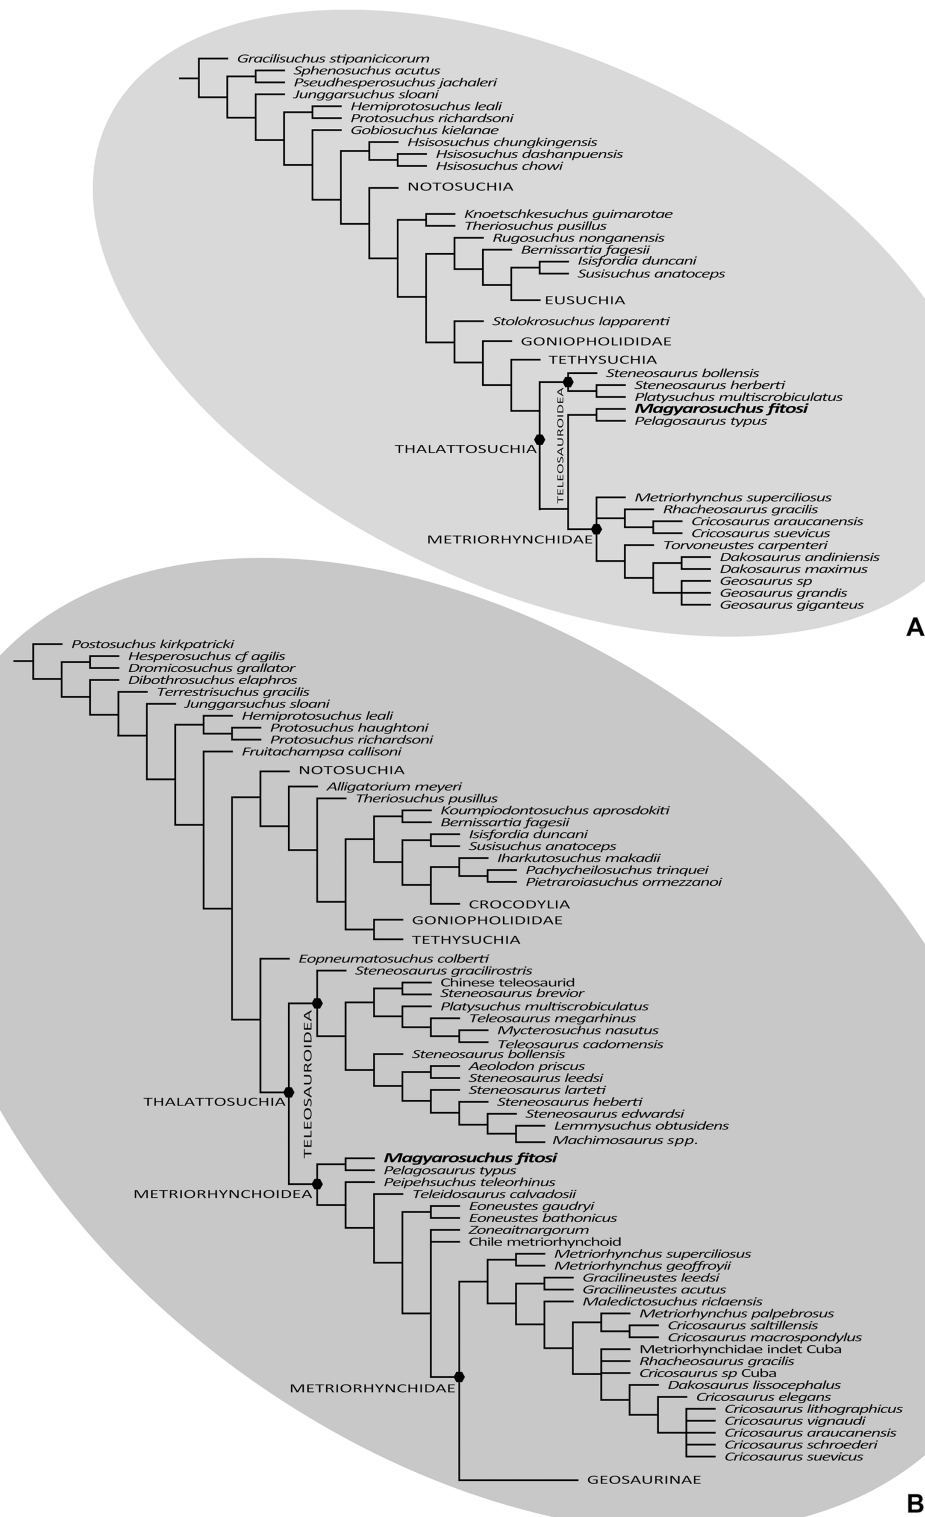 Gracilisuchus stipanicicorum
Sphenosuchus acutus
Pseudhesperosuchus jachaleri
Junggarsuchus sloani
Hemiprotosuchus leali
Protosuchus richardsoni
Gobiosuchus kielanae
Hsisosuchus chungkingensis
Hsisosuchus dashanpuensis
Hsisosuchus chowi
NOTOSUCHIA
Knoetschkesuchus guimarotae
Theriosuchus pusillus
Rugosuchus nonganensis
Bernissartia fagesii
Isisfordia duncani
Susisuchus anatoceps
EUSUCHIA
Stolokrosuchus lapparenti
GONIOPHOLIDIDAE
TETHYSUCHIA
Steneosaurus bollensis
Steneosaurus herberti
Platysuchus multiscrobiculatus
Magyarosuchus fitosi
Pelagosaurus typus
TELEOSAUROIDEA
THALATTOSUCHIA
Metriorhynchus superciliosus
Rhacheosaurus gracilis
Cricosaurus araucanensis
Cricosaurus suevicus
METRIORHYNCHIDAE
Torvoneustes carpenteri
Dakosaurus andiniensis
Dakosaurus maximus
Geosaurus sp
Geosaurus grandis
Geosaurus giganteus
A
Postosuchus kirkpatricki
Hesperosuchus cf agilis
Dromicosuchus grallator
Dibothrosuchus elaphros
Terrestrisuchus gracilis
Junggarsuchus sloani
Hemiprotosuchus leali
Protosuchus haughtoni
Protosuchus richardsoni
Fruitachampsa callisoni
NOTOSUCHIA
Alligatorium meyeri
Theriosuchus pusillus
Koumpiodontosuchus aprosdokiti
Bernissartia fagesii
Isisfordia duncani
Susisuchus anatoceps
Iharkutosuchus makadii
Pachycheilosuchus trinquei
Pietraroiasuchus ormezzanoi
CROCODYLIA
GONIOPHOLIDIDAE
TETHYSUCHIA
Eopneumatosuchus colberti
Steneosaurus gracilirostris
Chinese teleosaurid
Steneosaurus brevior
Platysuchus multiscrobiculatus
Teleosaurus megarhinus
Mycterosuchus nasutus
Teleosaurus cadomensis
Steneosaurus bollensis
Aeolodon priscus
Steneosaurus leedsi
Steneosaurus larteti
Steneosaurus heberti
Steneosaurus edwardsi
Lemmysuchus obtusidens
Machimosaurus spp.
TELEOSAUROIDEA
THALATTOSUCHIA
Magyarosuchus fitosi
Pelagosaurus typus
Peipehsuchus teleorhinus
METRIORHYNCHOIDEA
Teleidosaurus calvadosii
Eoneustes gaudryi
Eoneustes bathonicus
Zoneaitnargorum
Chile metriorhynchoid
Metriorhynchus superciliosus
Metriorhynchus geoffroyii
Gracilineustes leedsi
Gracilineustes acutus
Maledictosuchus riclaensis
Metriorhynchus palpebrosus
Cricosaurus saltillensis
Cricosaurus macrospondylus
Metriorhynchidae indet Cuba
Rhacheosaurus gracilis
Cricosaurus sp Cuba
Dakosaurus lissocephalus
METRIORHYNCHIDAE
Cricosaurus elegans
Cricosaurus lithographicus
Cricosaurus vignaudi
Cricosaurus araucanensis
Cricosaurus schroederi
Cricosaurus suevicus
GEOSAURINAE
B